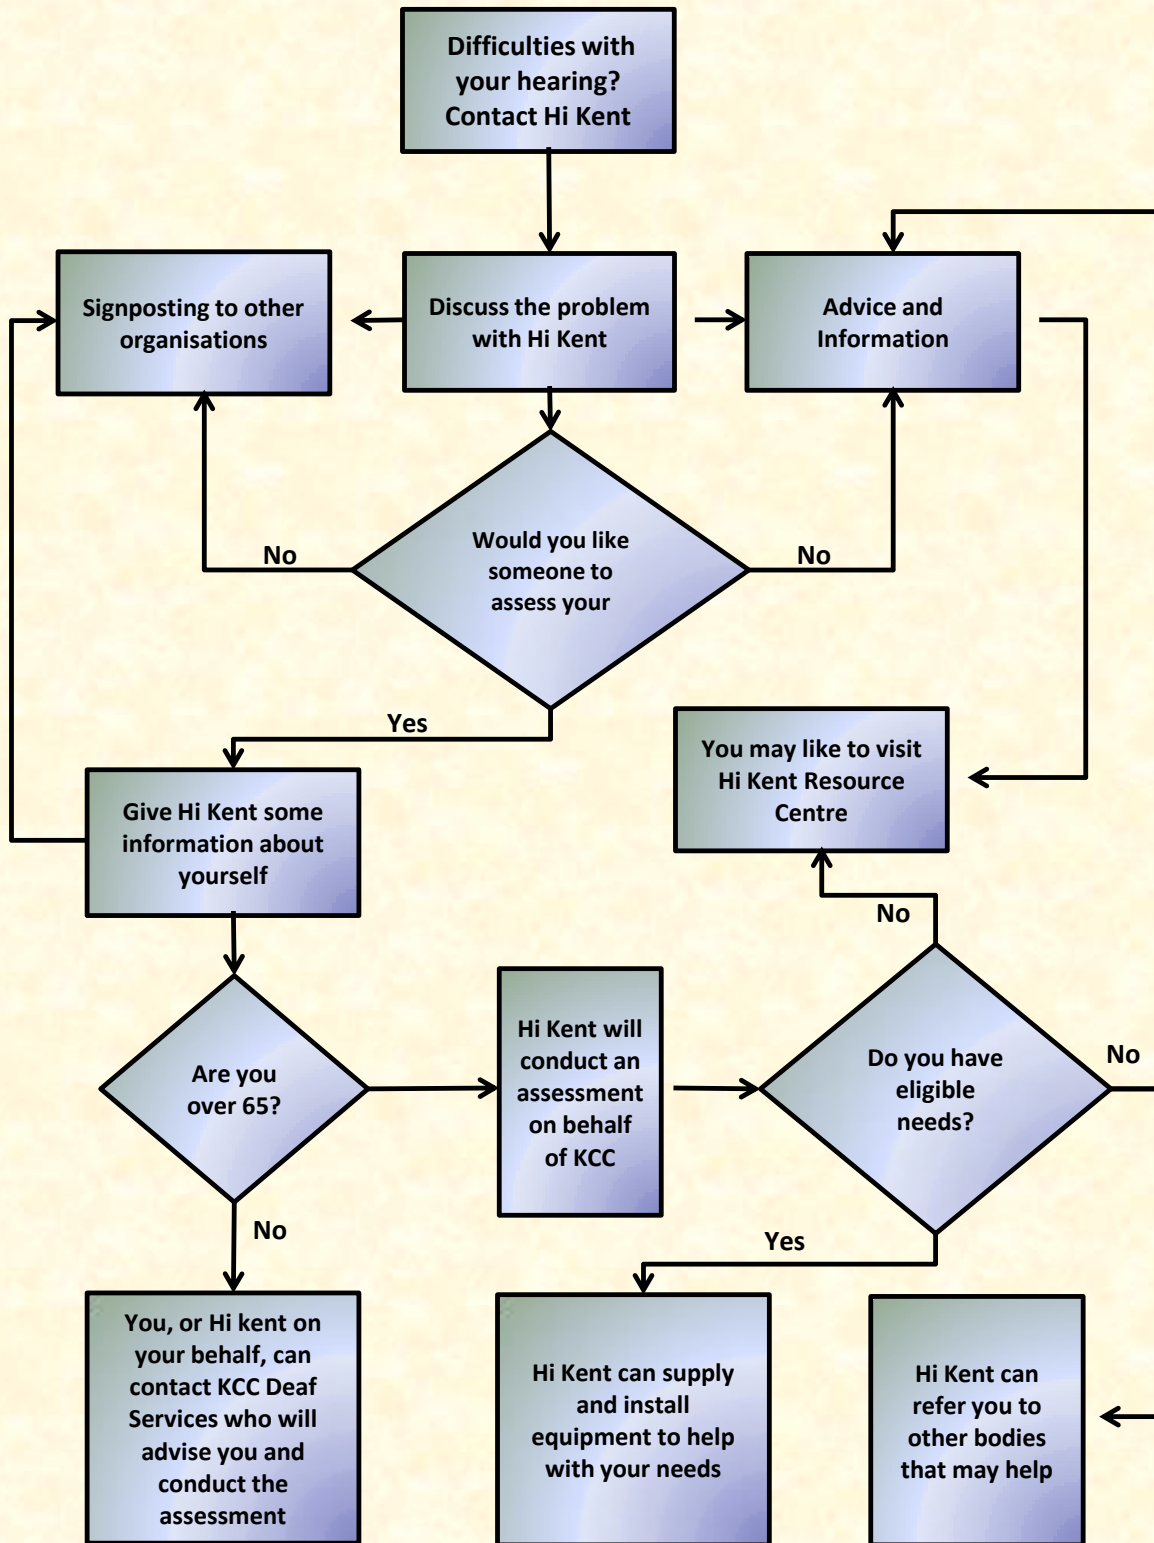 Difficulties with
your hearing?
Contact Hi Kent
Signposting to other
organisations
Discuss the problem
with Hi Kent
Advice and
Information
No
Would you like
someone to
assess your
No
Yes
Give Hi Kent some
information about
yourself
You may like to visit
Hi Kent Resource
Centre
No
Are you
over 65?
Hi Kent will
conduct an
assessment
on behalf
of KCC
Do you have
eligible
needs?
No
No
Yes
You, or Hi kent on
your behalf, can
contact KCC Deaf
Services who will
advise you and
conduct the
assessment
Hi Kent can supply
and install
equipment to help
with your needs
Hi Kent can
refer you to
other bodies
that may help